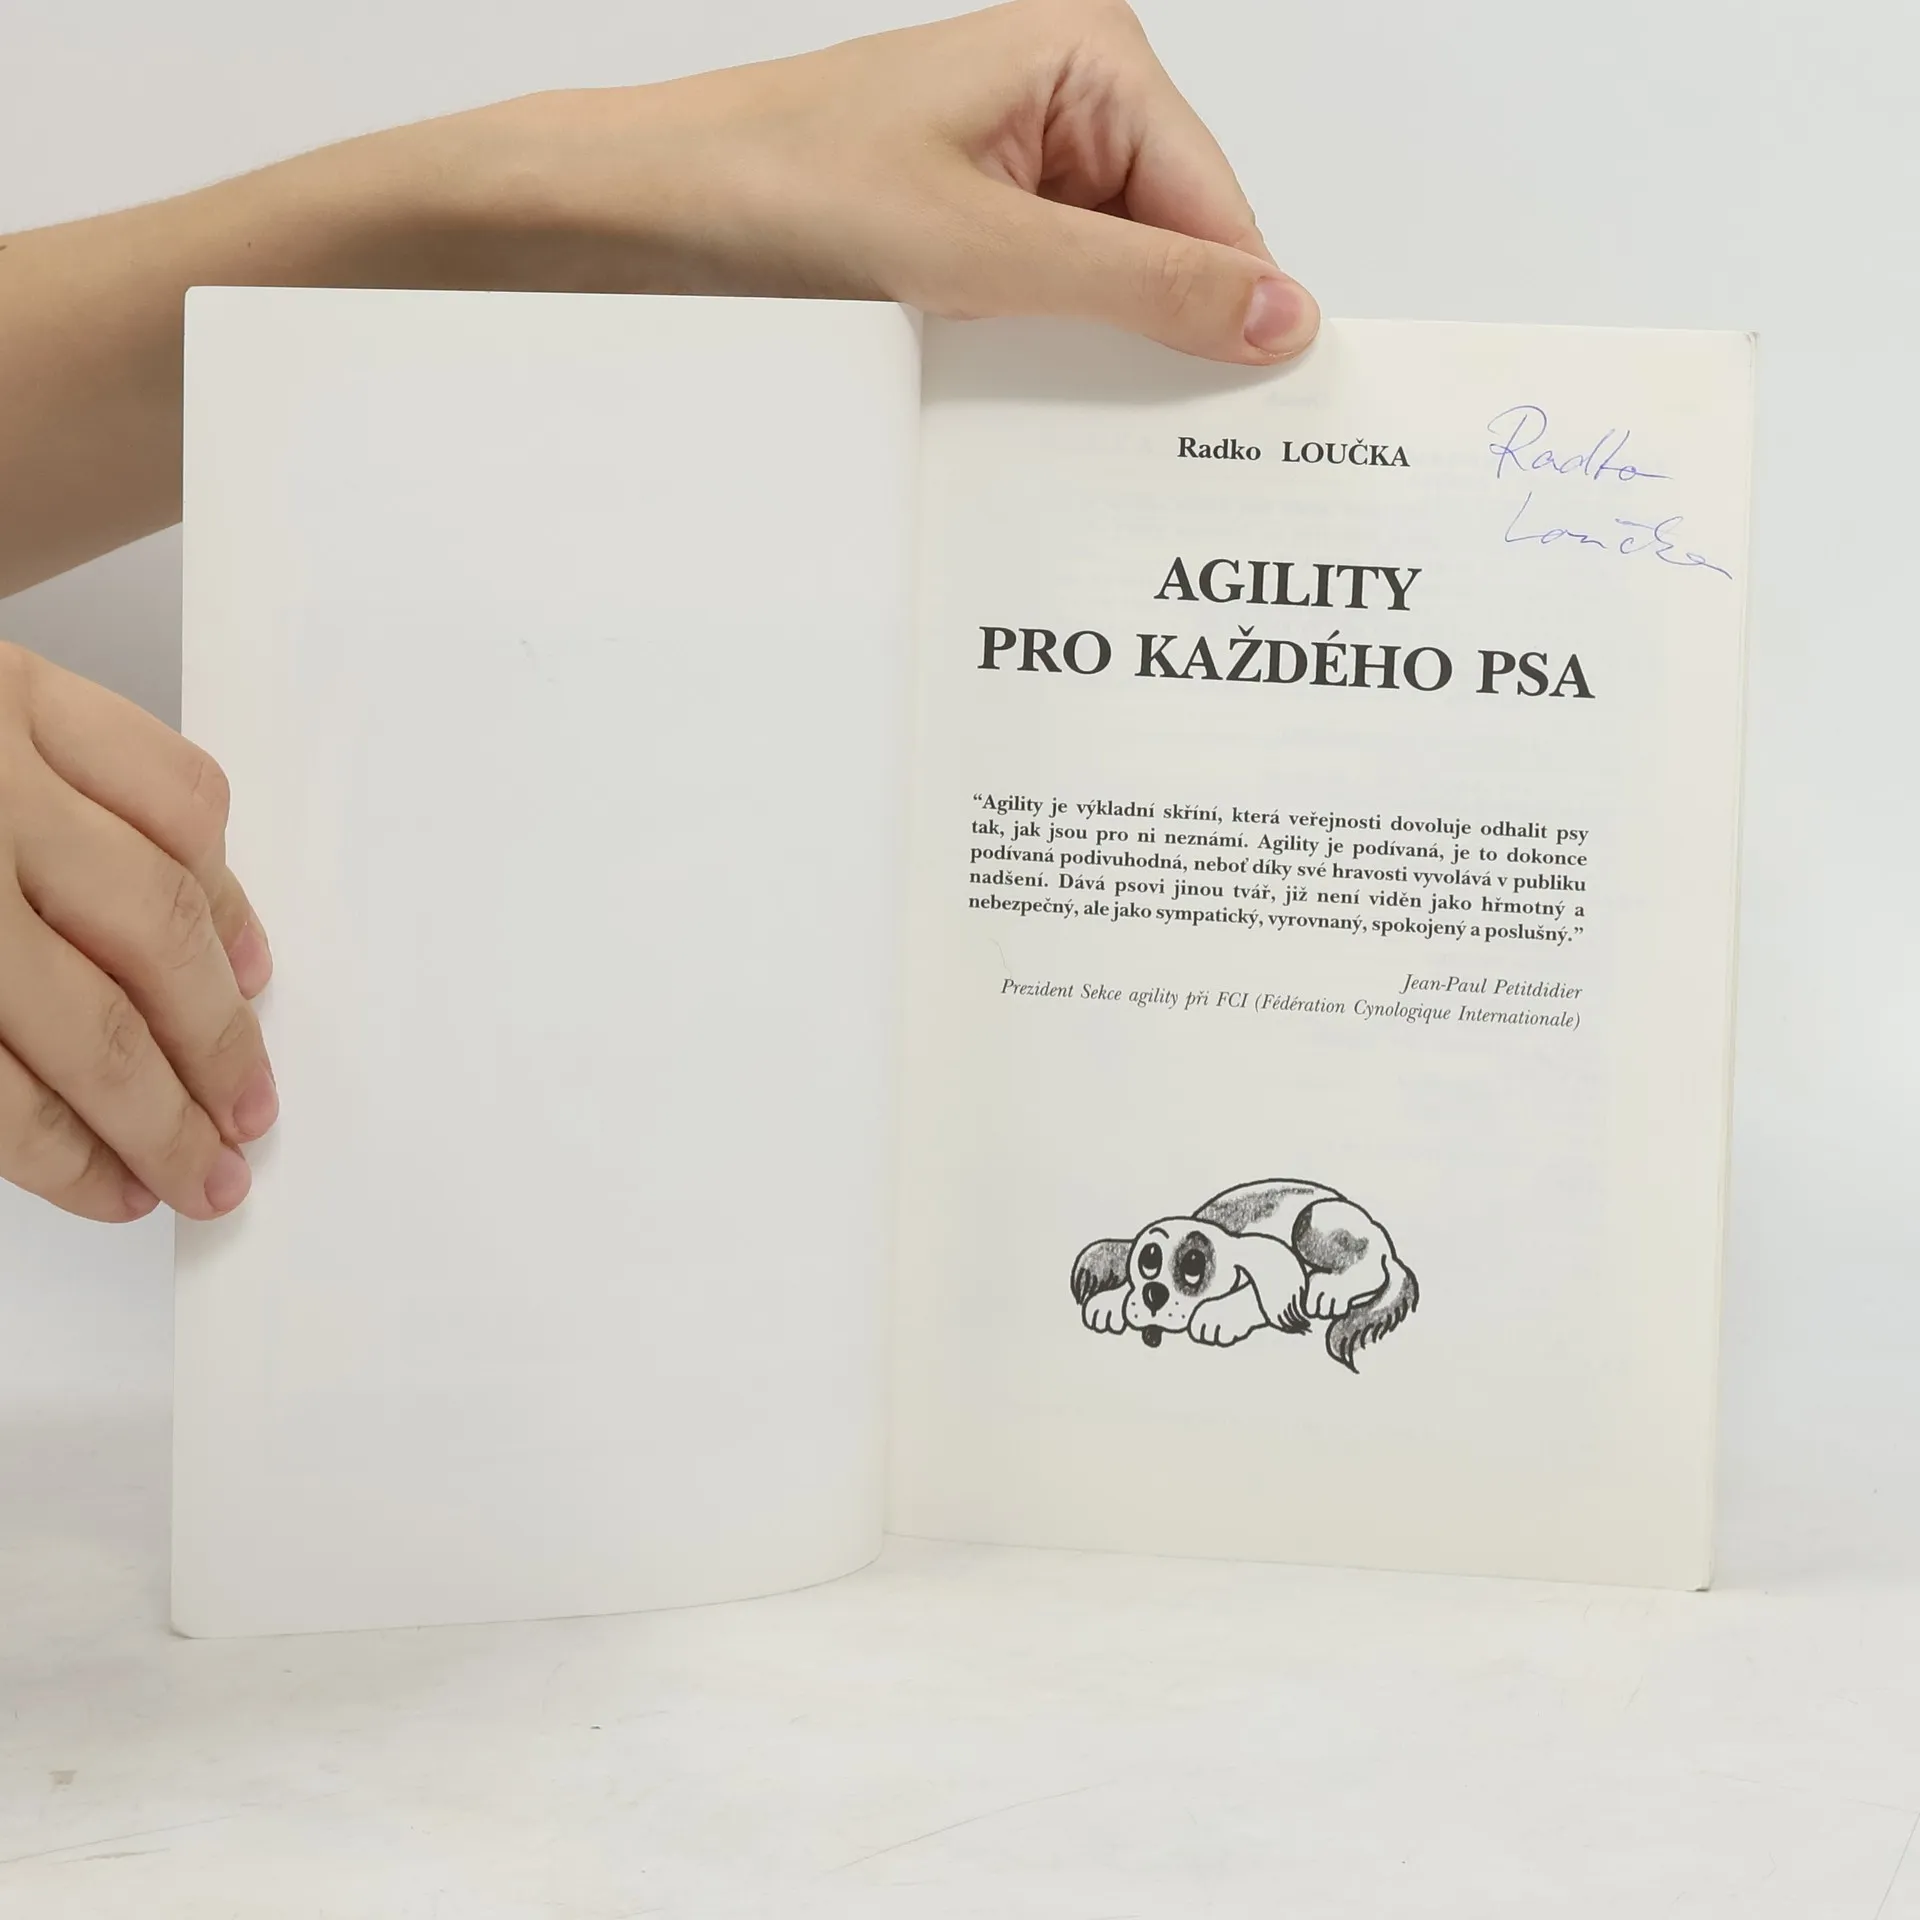 Radko LOUČKA
Radko
Loučka
AGILITY
PRO KAŽDÉHO PSA
“Agility je výkladní skříní, která veřejnosti dovoluje odhalit psy
tak, jak jsou pro ni neznámí. Agility je podívaná, je to dokonce
podívaná podivuhodná, neboť díky své hravosti vyvolává v publiku
nadšení. Dává psovi jinou tvář, již není viděn jako hřmotný a
nebezpečný, ale jako sympatický, vyrovnaný, spokojený a poslušný.”
Jean-Paul Petitdidier
Prezident Sekce agility při FCI (Fédération Cynologique Internationale)